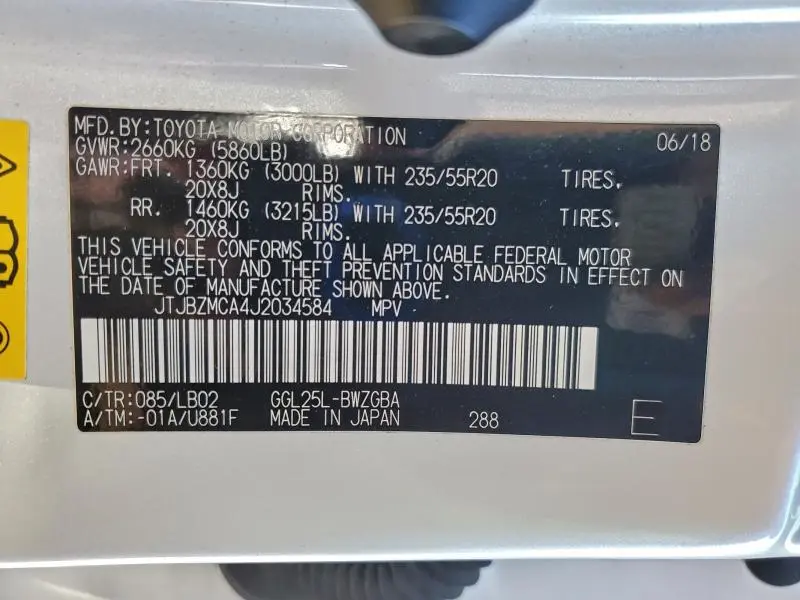 MFD.BY:TOYOTA MOTOR CORPORATION 06/18
GVWR:2660KG (5860LB)
GAWR:FRT. 1360KG (3000LB) WITH 235/55R20 TIRES.
20X8J RIMS.
RR. 1460KG (3215LB) WITH 235/55R20 TIRES.
20X8J RIMS.
THIS VEHICLE CONFORMS TO ALL APPLICABLE FEDERAL MOTOR
VEHICLE SAFETY AND THEFT PREVENTION STANDARDS IN EFFECT ON
THE DATE OF MANUFACTURE SHOWN ABOVE.
JTJBZMCA4J2034584 MPV
C/TR:085/LB02 GGL25L-BWZGBA
A/TM:-01A/U881F MADE IN JAPAN 288 E